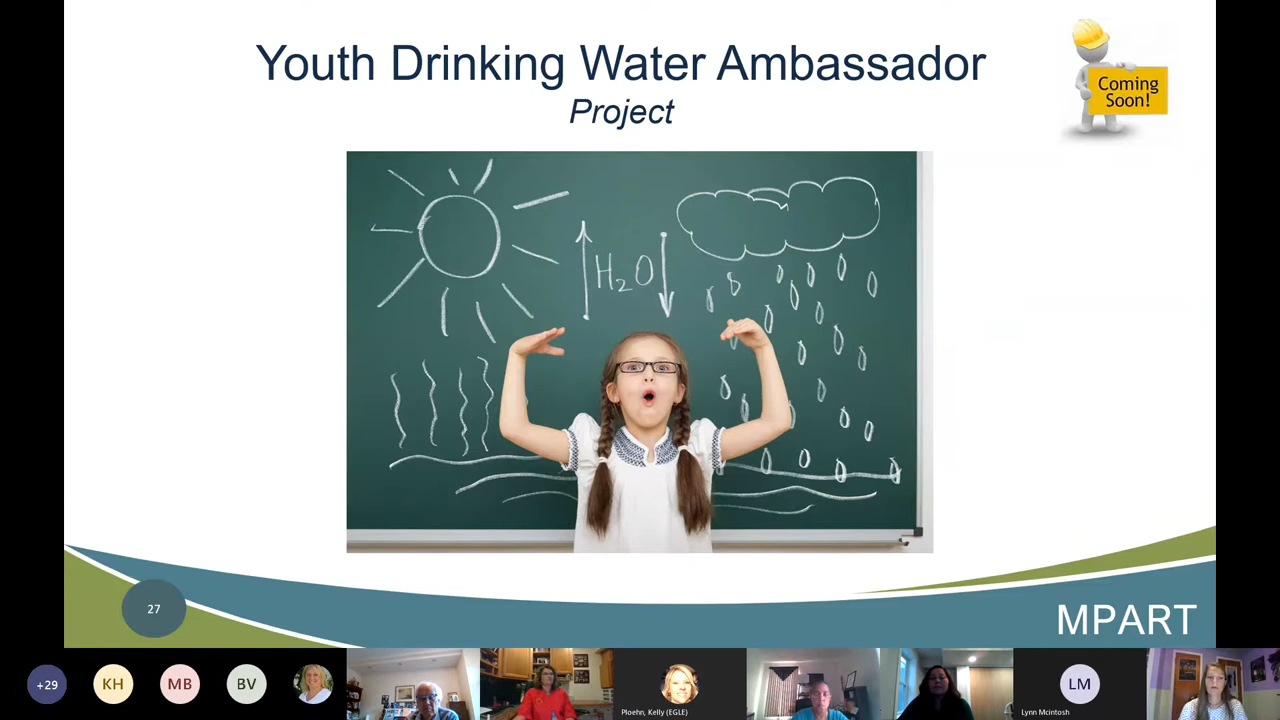 Youth Drinking Water Ambassador
Project
Coming
Soon!
H₂O
27
MPART
+29
KH
MB
BV
Ploehn, Kelly (EGLE)
LM
Lynn Mcintosh